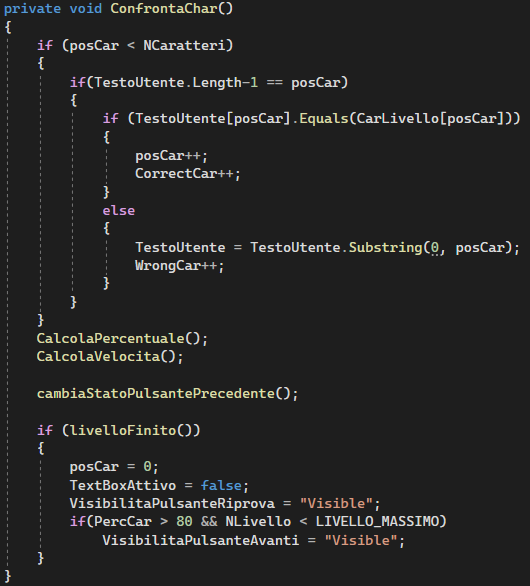 private void ConfrontaChar()
{
    if (posCar < NCaratteri)
    {
        if(TestoUtente.Length-1 == posCar)
        {
            if (TestoUtente[posCar].Equals(CarLivello[posCar]))
            {
                posCar++;
                CorrectCar++;
            }
            else
            {
                TestoUtente = TestoUtente.Substring(0, posCar);
                WrongCar++;
            }
        }
    }
    CalcolaPercentuale();
    CalcolaVelocita();

    cambiaStatoPulsantePrecedente();

    if (livelloFinito())
    {
        posCar = 0;
        TextBoxAttivo = false;
        VisibilitaPulsanteRiprova = "Visible";
        if(PercCar > 80 && NLivello < LIVELLO_MASSIMO)
            VisibilitaPulsanteAvanti = "Visible";
    }
}